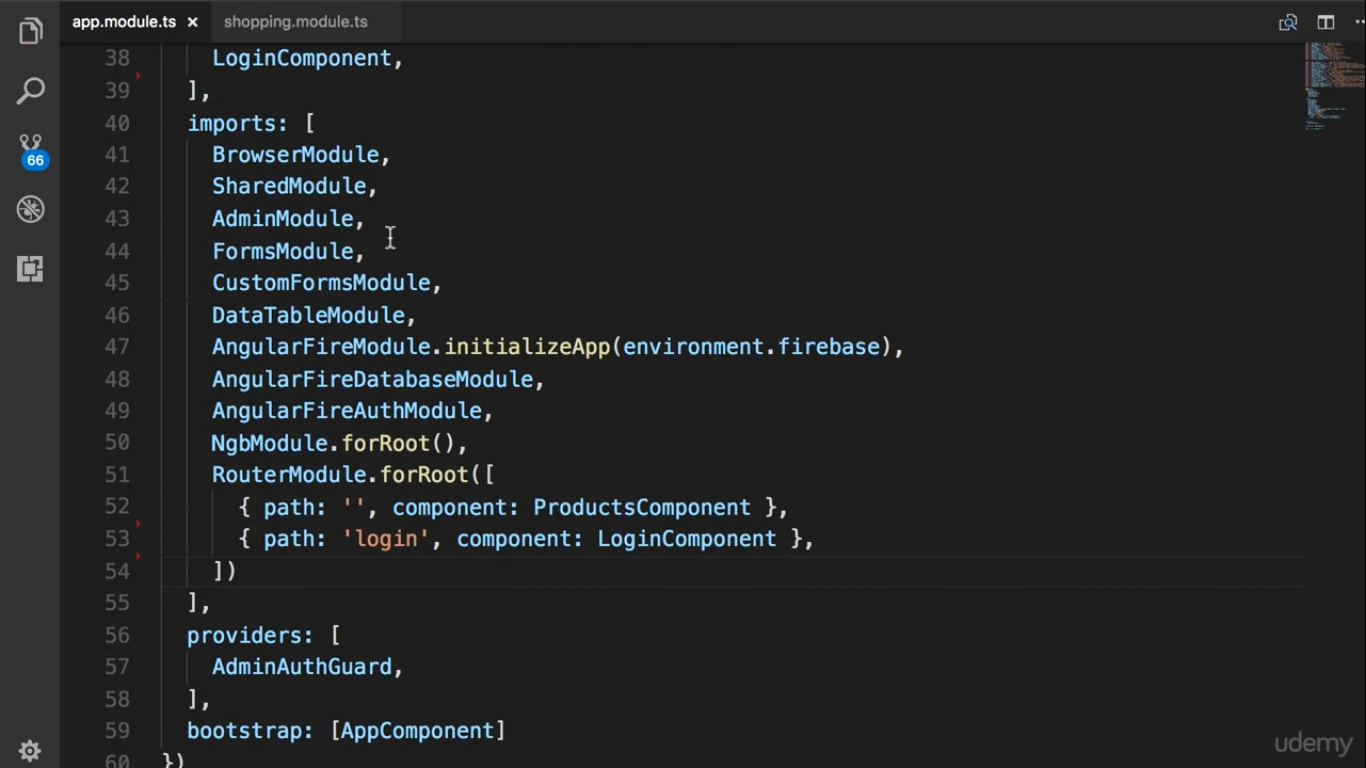 app.module.ts × shopping.module.ts
38 LoginComponent,
39 ],
40 imports: [
41 BrowserModule,
42 SharedModule,
43 AdminModule,
44 FormsModule,
66
45 CustomFormsModule,
46 DataTableModule,
47 AngularFireModule.initializeApp(environment.firebase),
48 AngularFireDatabaseModule,
49 AngularFireAuthModule,
50 NgbModule.forRoot(),
51 RouterModule.forRoot([
52 { path: '', component: ProductsComponent },
53 { path: 'login', component: LoginComponent },
54 ])
55 ],
56 providers: [
57 AdminAuthGuard,
58 ],
59 bootstrap: [AppComponent]
60 })
udemy